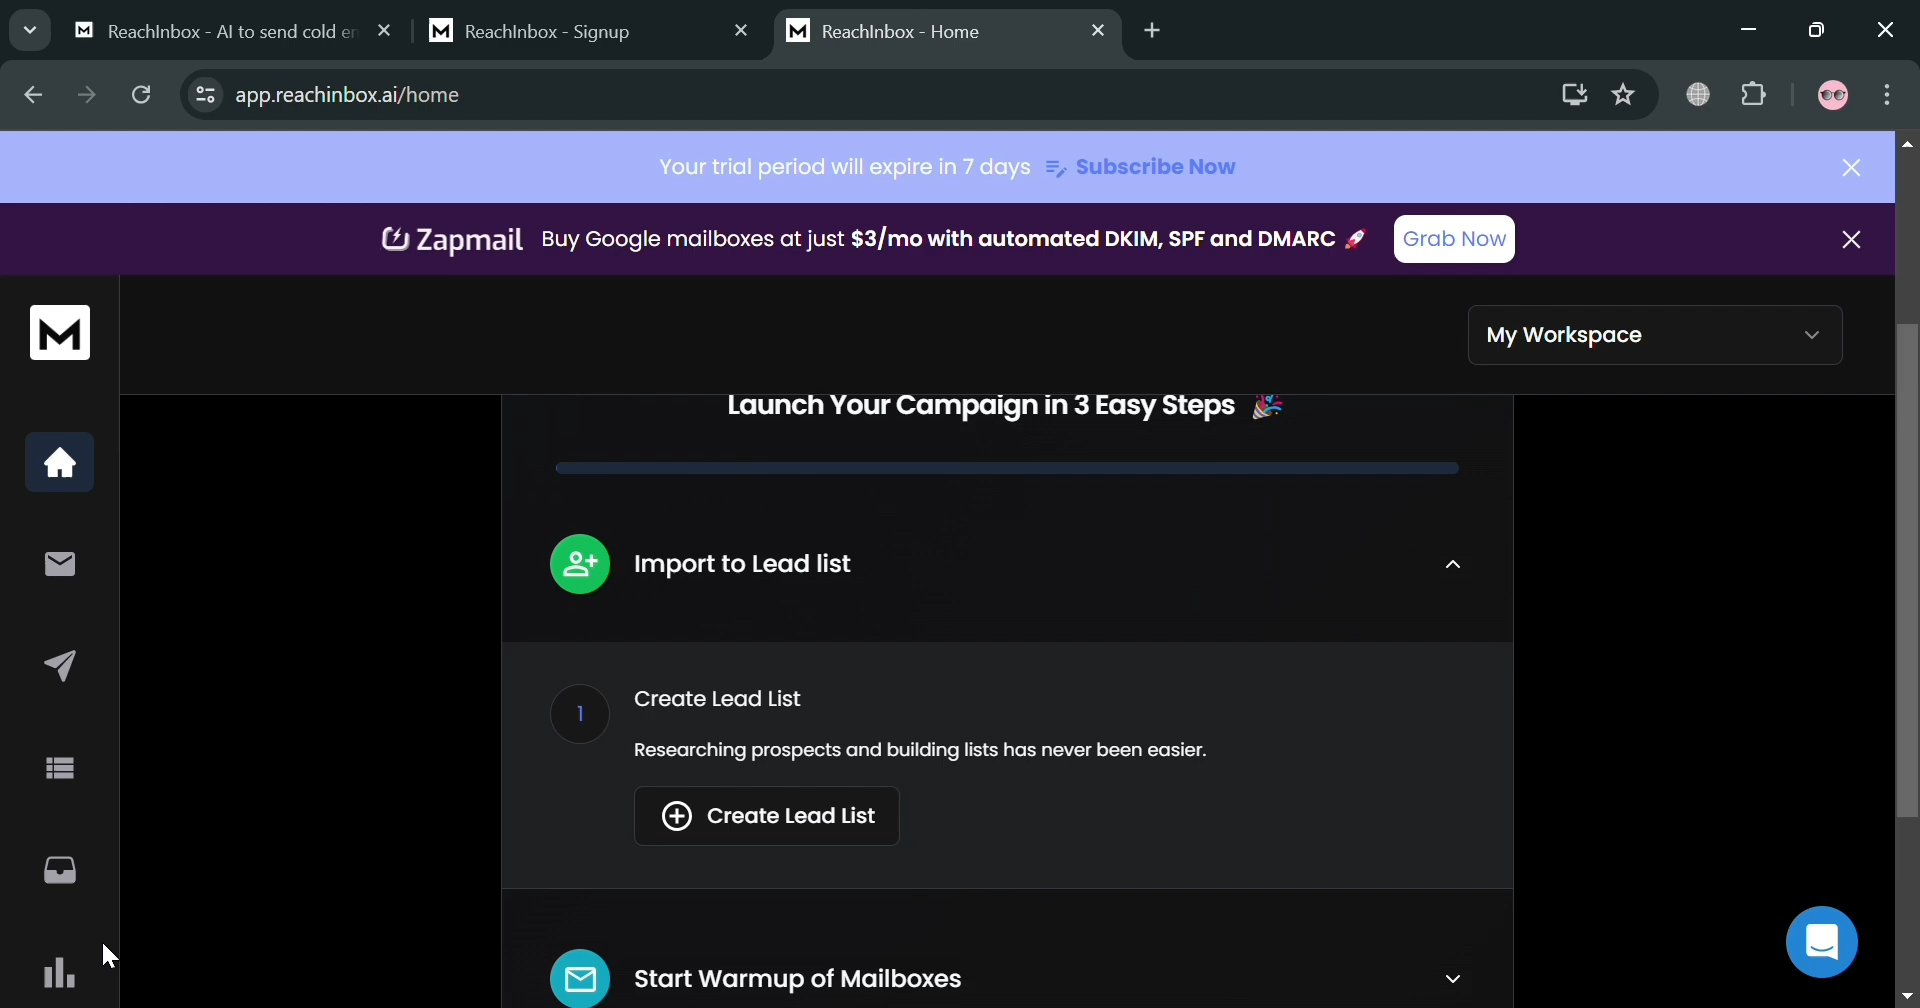 ReachInbox - AI to send cold em
ReachInbox - Signup
ReachInbox - Home
app.reachinbox.ai/home
Your trial period will expire in 7 days Subscribe Now
Zapmail Buy Google mailboxes at just $3/mo with automated DKIM, SPF and DMARC 🚀 Grab Now
M
My Workspace
Launch Your Campaign in 3 Easy Steps 🎉
Import to Lead list
1 Create Lead List
Researching prospects and building lists has never been easier.
Create Lead List
Start Warmup of Mailboxes